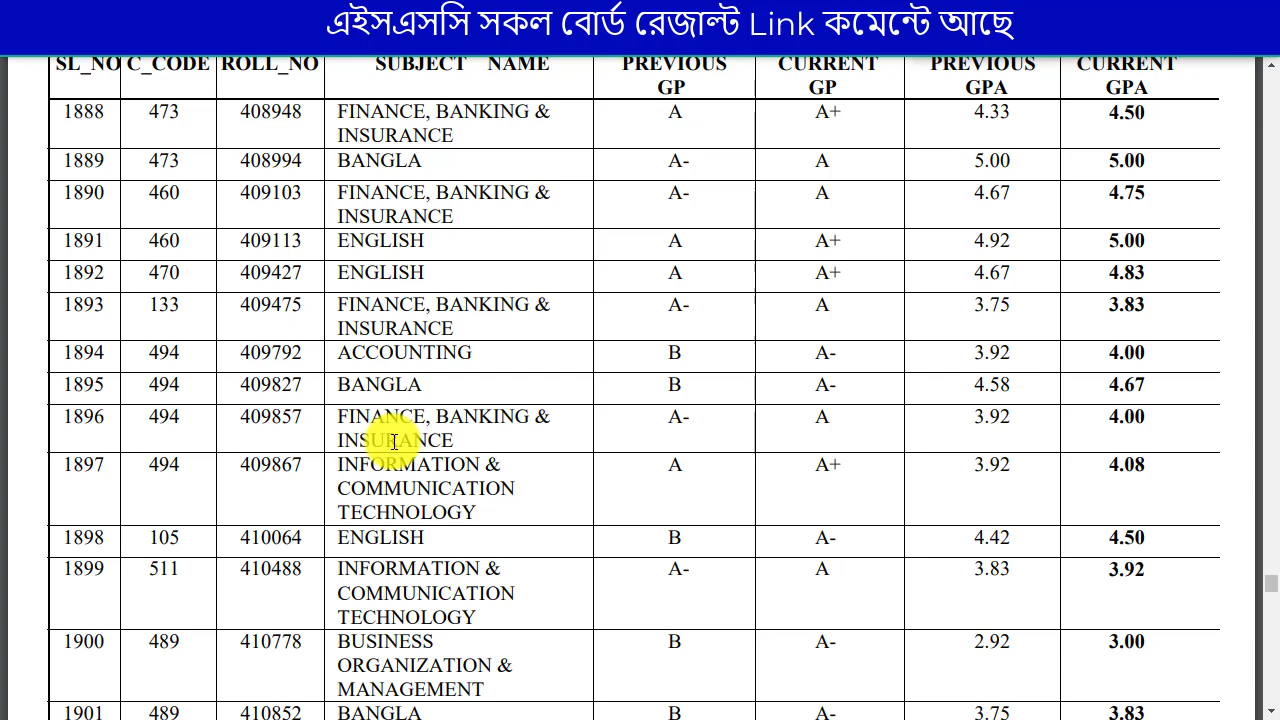 এইসএসসি সকল বোর্ড রেজাল্ট Link কমেন্টে আছে
SL_NO C_CODE ROLL_NO SUBJECT NAME PREVIOUS GP CURRENT GP PREVIOUS GPA CURRENT GPA
1888 473 408948 FINANCE, BANKING & A A+ 4.33 4.50
INSURANCE
1889 473 408994 BANGLA A- A 5.00 5.00
1890 460 409103 FINANCE, BANKING & A- A 4.67 4.75
INSURANCE
1891 460 409113 ENGLISH A A+ 4.92 5.00
1892 470 409427 ENGLISH A A+ 4.67 4.83
1893 133 409475 FINANCE, BANKING & A- A 3.75 3.83
INSURANCE
1894 494 409792 ACCOUNTING B A- 3.92 4.00
1895 494 409827 BANGLA B A- 4.58 4.67
1896 494 409857 FINANCE, BANKING & A- A 3.92 4.00
INSURANCE
1897 494 409867 INFORMATION & A A+ 3.92 4.08
COMMUNICATION
TECHNOLOGY
1898 105 410064 ENGLISH B A- 4.42 4.50
1899 511 410488 INFORMATION & A- A 3.83 3.92
COMMUNICATION
TECHNOLOGY
1900 489 410778 BUSINESS B A- 2.92 3.00
ORGANIZATION &
MANAGEMENT
1901 489 410852 BANGLA B A- 3.75 3.83